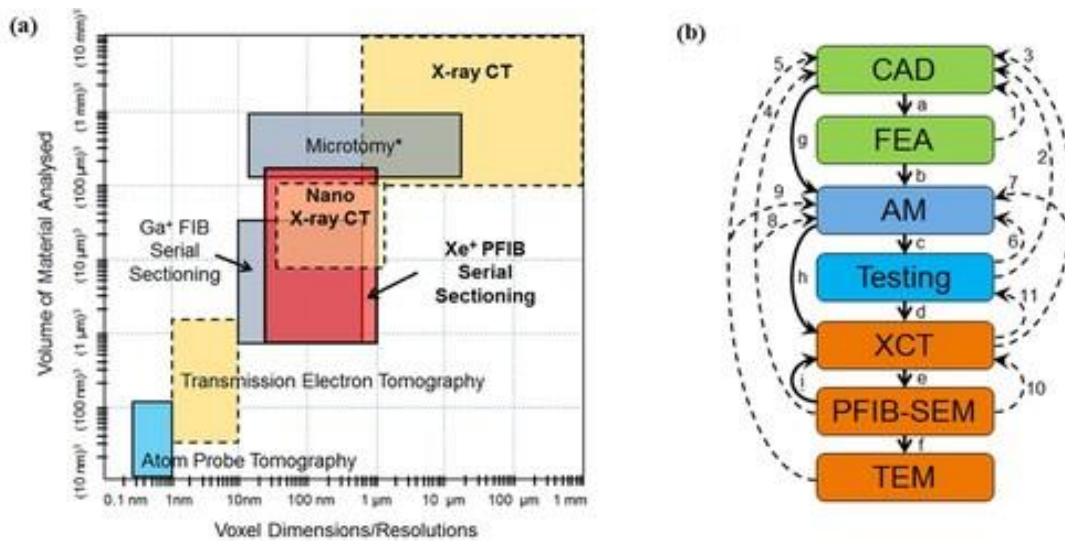 (a)
Volume of Material Analysed
(10 mm)³
(1 mm)³
(100 µm)³
(10 µm)³
(1 µm)³
(100 nm)³
(10 nm)³
X-ray CT
Microtomy*
Nano
X-ray CT
Ga⁺ FIB
Serial
Sectioning
Xe⁺ PFIB
Serial
Sectioning
Transmission Electron Tomography
Atom Probe Tomography
0.1 nm 1nm 10nm 100 nm 1 µm 10 µm 100 µm 1 mm
Voxel Dimensions/Resolutions
(b)
CAD
FEA
AM
Testing
XCT
PFIB-SEM
TEM
a
b
c
d
e
f
g
h
i
1
2
3
4
5
6
7
8
9
10
11